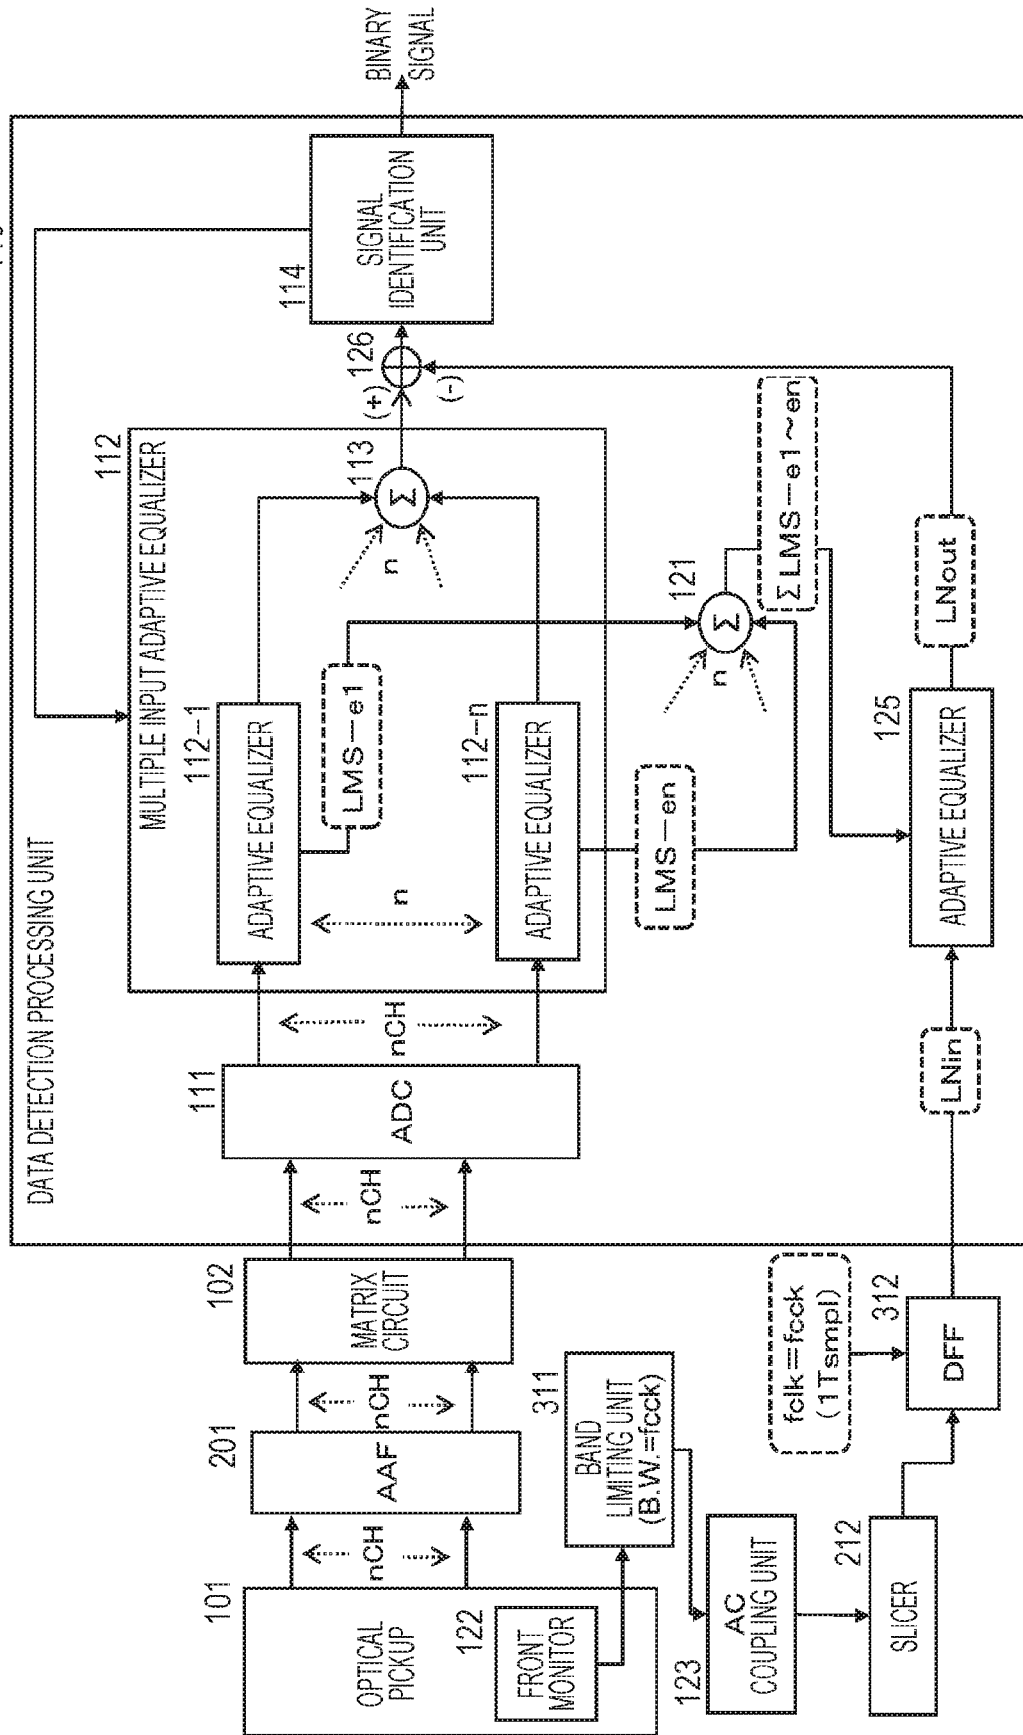 DATA DETECTION PROCESSING UNIT
101
OPTICAL
PICKUP
122
FRONT
MONITOR
nCH
201
AAF
nCH
102
MATRIX
CIRCUIT
nCH
111
ADC
nCH
112
MULTIPLE INPUT ADAPTIVE EQUALIZER
112-1
ADAPTIVE EQUALIZER
LMS-e1
n
112-n
ADAPTIVE EQUALIZER
LMS-en
n
113
Σ
(+)
126
(-)
114
SIGNAL
IDENTIFICATION
UNIT
BINARY
SIGNAL
n
121
Σ
ΣLMS-e1~en
311
BAND
LIMITING UNIT
(B.W.=fcck)
123
AC
COUPLING UNIT
212
SLICER
fclk=fcck
(1Tsmpl)
312
DFF
LNin
125
ADAPTIVE EQUALIZER
LNout